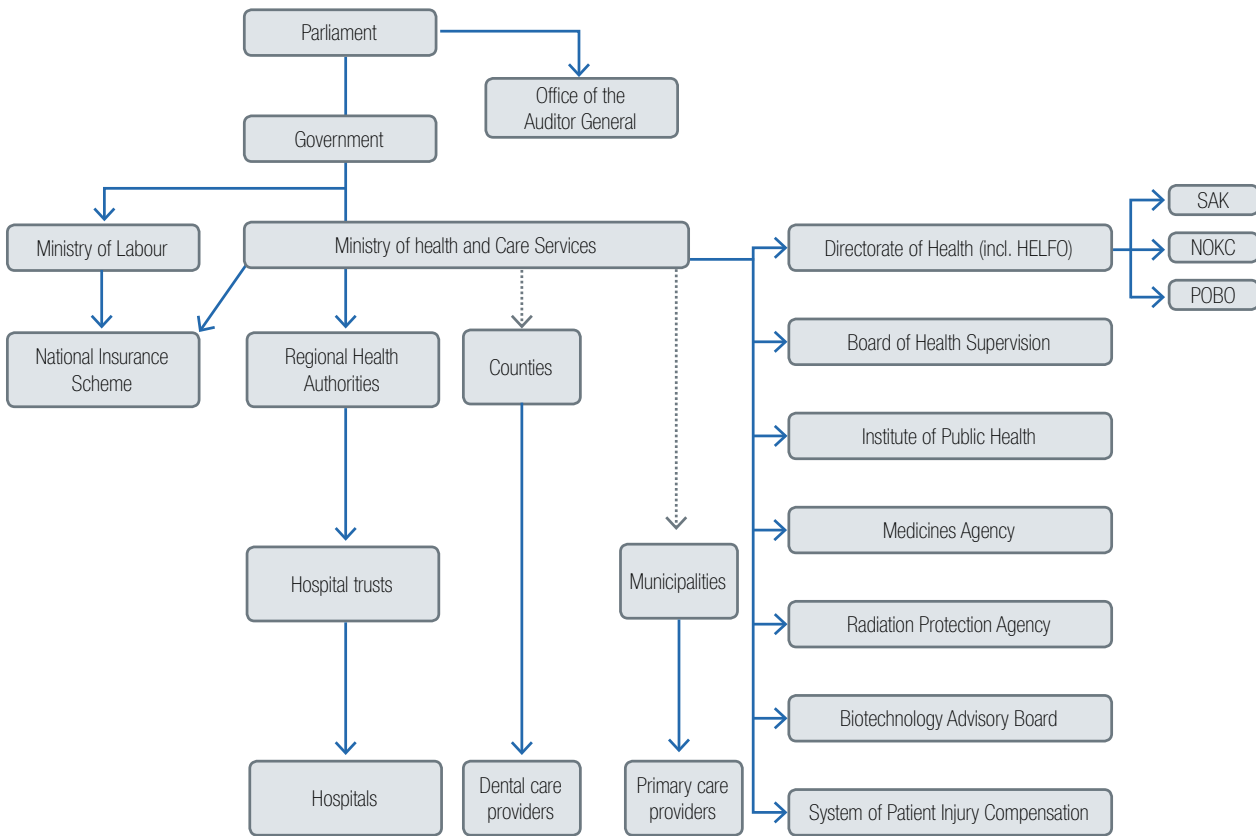 Parliament
Office of the
Auditor General
Government
Ministry of Labour
Ministry of health and Care Services
Directorate of Health (incl. HELFO)
SAK
NOKC
POBO
National Insurance
Scheme
Regional Health
Authorities
Counties
Board of Health Supervision
Institute of Public Health
Medicines Agency
Hospital trusts
Municipalities
Radiation Protection Agency
Biotechnology Advisory Board
Hospitals
Dental care
providers
Primary care
providers
System of Patient Injury Compensation